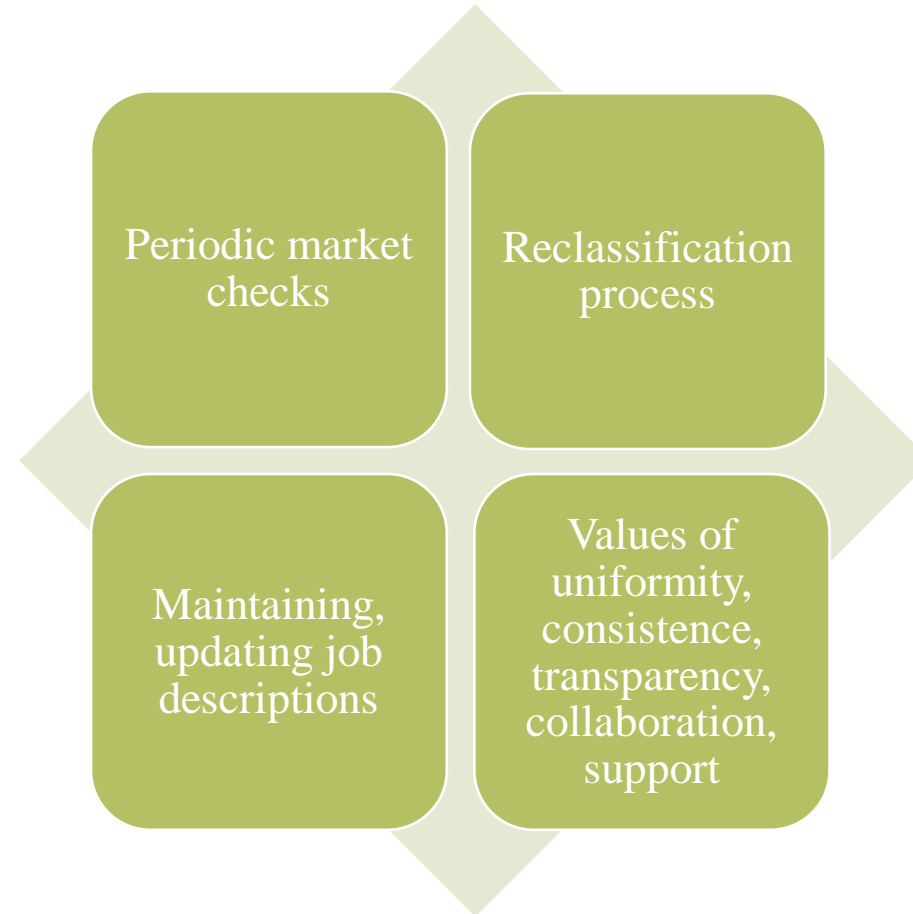 Periodic market
checks
Reclassification
process
Maintaining,
updating job
descriptions
Values of
uniformity,
consistence,
transparency,
collaboration,
support